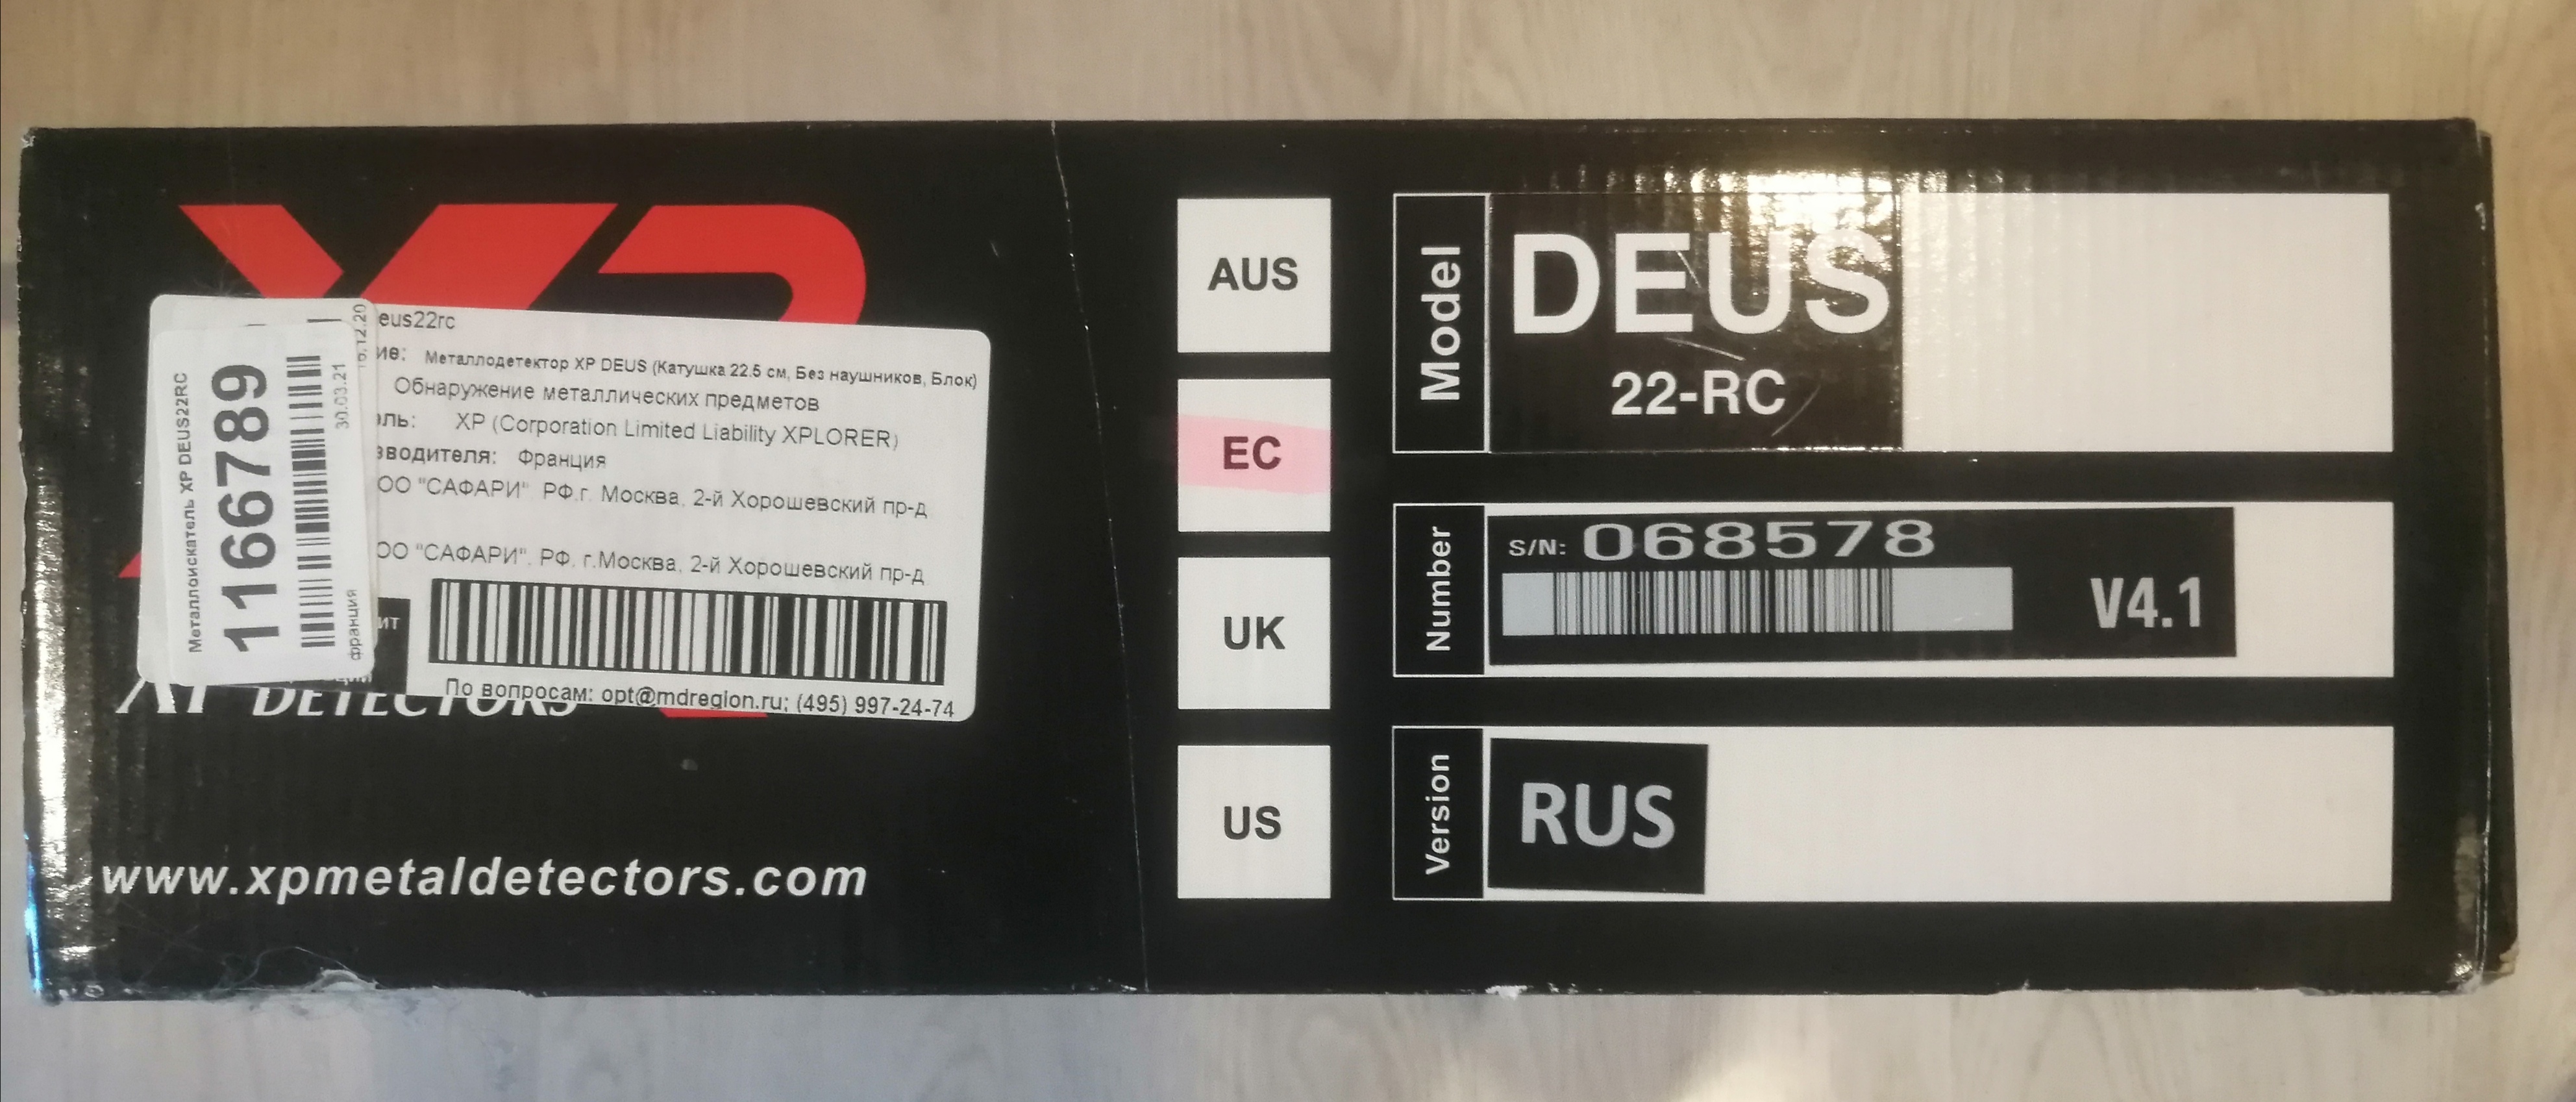 XP
Металлоискатель XP DEUS22RC
1166789
30.03.21
франция
12.20
eus22rc
ие: Металлодетектор XP DEUS (Катушка 22.5 см, Без наушников, Блок)
Обнаружение металлических предметов
ль: XP (Corporation Limited Liability XPLORER)
зводителя: Франция
ОО "САФАРИ" РФ.г. Москва, 2-й Хорошевский пр-д
ОО "САФАРИ". РФ, г.Москва, 2-й Хорошевский пр-д
ИТ
По вопросам: opt@mdregion.ru; (495) 997-24-74
XP DETECTORS
www.xpmetaldetectors.com
AUS
EC
UK
US
Model
DEUS
22-RC
Number
S/N: 068578
V4.1
Version
RUS